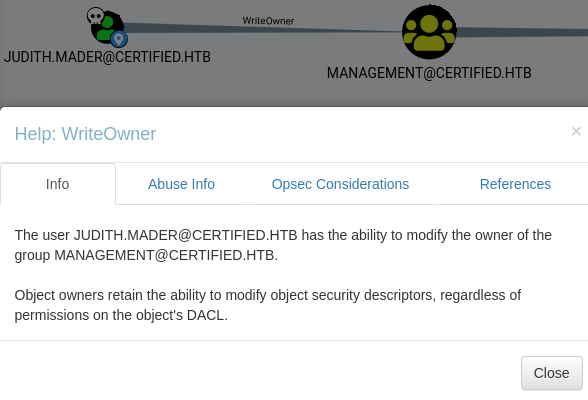 WriteOwner
JUDITH.MADER@CERTIFIED.HTB
MANAGEMENT@CERTIFIED.HTB
Help: WriteOwner
×
Info
Abuse Info
Opsec Considerations
References
The user JUDITH.MADER@CERTIFIED.HTB has the ability to modify the owner of the
group MANAGEMENT@CERTIFIED.HTB.
Object owners retain the ability to modify object security descriptors, regardless of
permissions on the object's DACL.
Close